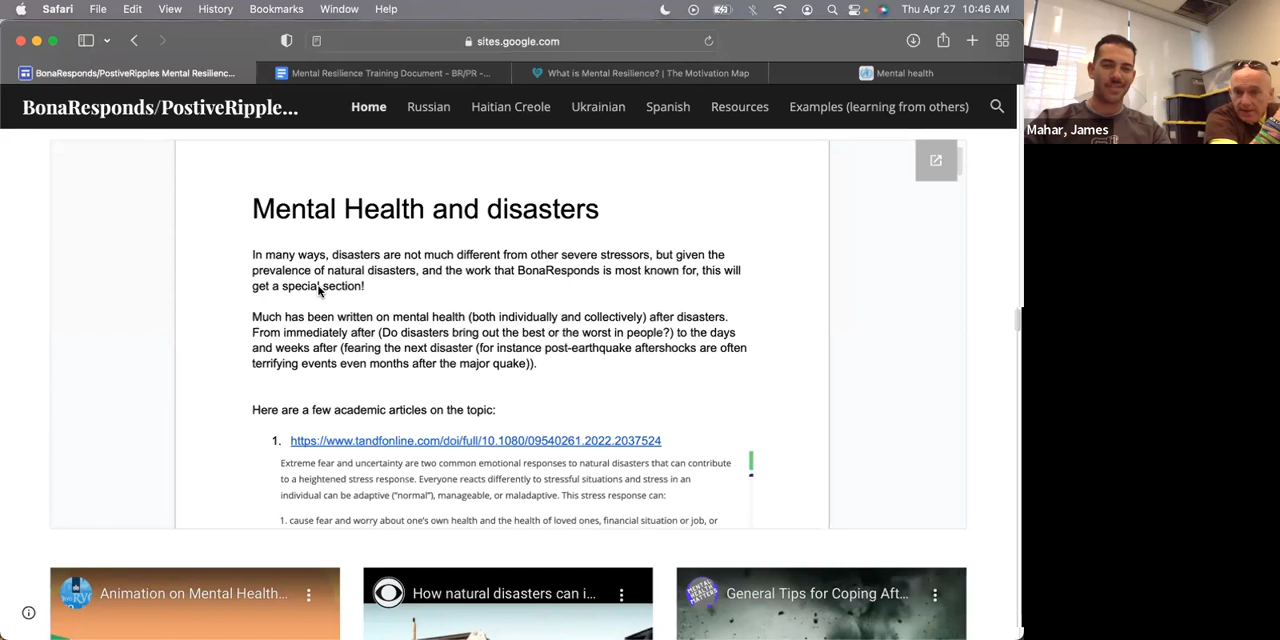 Safari File Edit View History Bookmarks Window Help Thu Apr 27 10:46 AM
sites.google.com
BonaResponds/PostiveRipples Mental Resilienc... Mental Resilience Training Document - BR/PR -... What is Mental Resilience? | The Motivation Map Mental health
BonaResponds/PostiveRipple... Home Russian Haitian Creole Ukrainian Spanish Resources Examples (learning from others)
Mahar, James
Mental Health and disasters
In many ways, disasters are not much different from other severe stressors, but given the
prevalence of natural disasters, and the work that BonaResponds is most known for, this will
get a special section!
Much has been written on mental health (both individually and collectively) after disasters.
From immediately after (Do disasters bring out the best or the worst in people?) to the days
and weeks after (fearing the next disaster (for instance post-earthquake aftershocks are often
terrifying events even months after the major quake)).
Here are a few academic articles on the topic:
1. https://www.tandfonline.com/doi/full/10.1080/09540261.2022.2037524
Extreme fear and uncertainty are two common emotional responses to natural disasters that can contribute
to a heightened stress response. Everyone reacts differently to stressful situations and stress in an
individual can be adaptive (“normal”), manageable, or maladaptive. This stress response can:
1. cause fear and worry about one's own health and the health of loved ones, financial situation or job, or
Animation on Mental Health... How natural disasters can i... General Tips for Coping Aft...